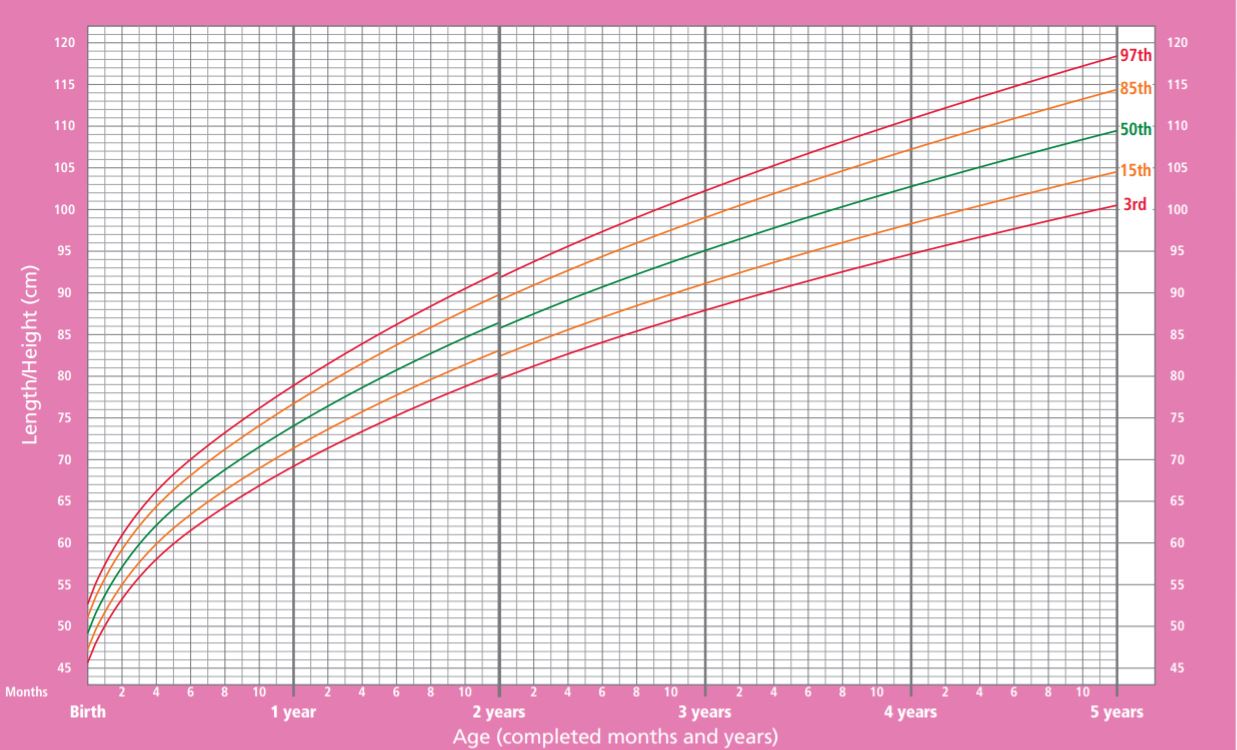 120 120
97th
115 85th 115
110 50th 110
105 15th 105
100 3rd 100
95 95
90 90
85 85
80 80
75 75
70 70
65 65
60 60
55 55
50 50
45 45
Length/Height (cm)
Months 2 4 6 8 10 2 4 6 8 10 2 4 6 8 10 2 4 6 8 10 2 4 6 8 10
Birth 1 year 2 years 3 years 4 years 5 years
Age (completed months and years)